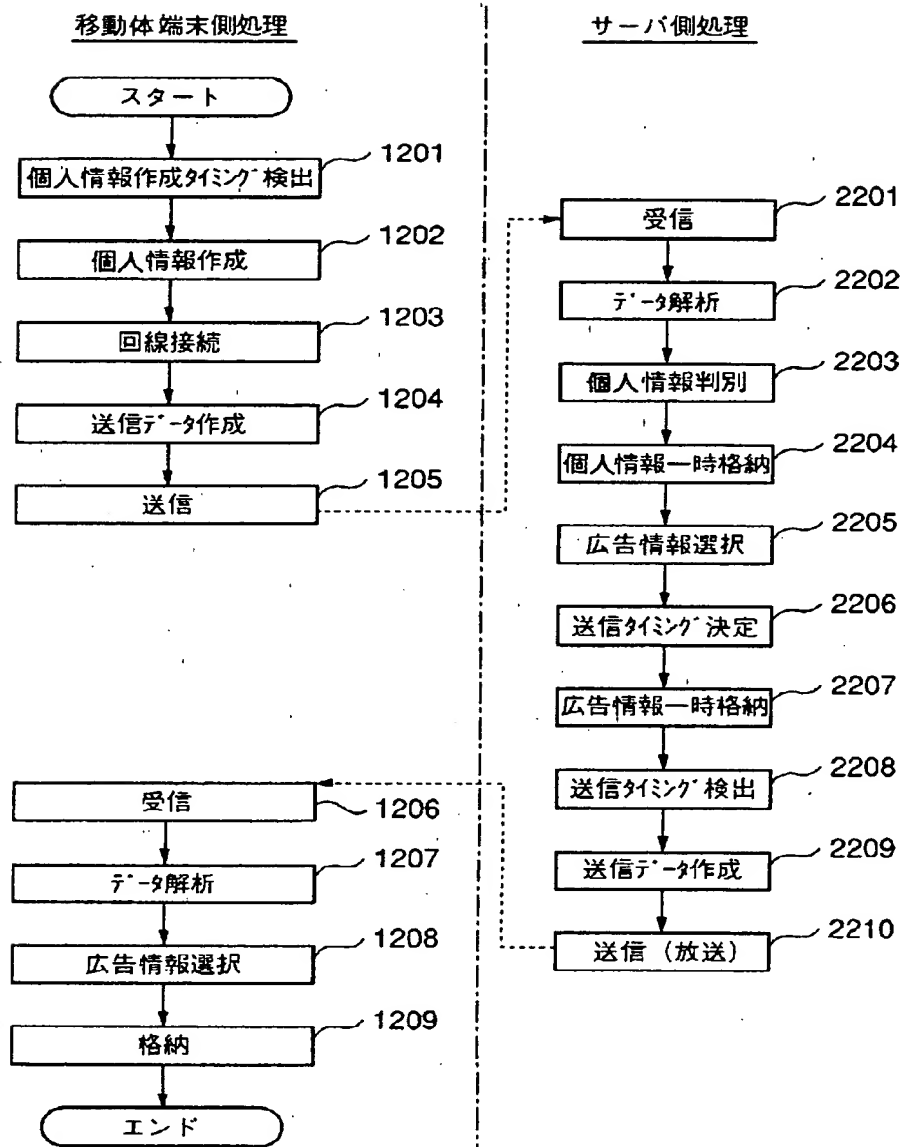 移動体端末側処理
スタート
1201
個人情報作成タイミング検出
1202
個人情報作成
1203
回線接続
1204
送信データ作成
1205
送信
受信
1206
1207
データ解析
1208
広告情報選択
1209
格納
エンド
サーバ側処理
2201
受信
2202
データ解析
2203
個人情報判別
2204
個人情報一時格納
2205
広告情報選択
2206
送信タイミング決定
2207
広告情報一時格納
2208
送信タイミング検出
2209
送信データ作成
2210
送信（放送）